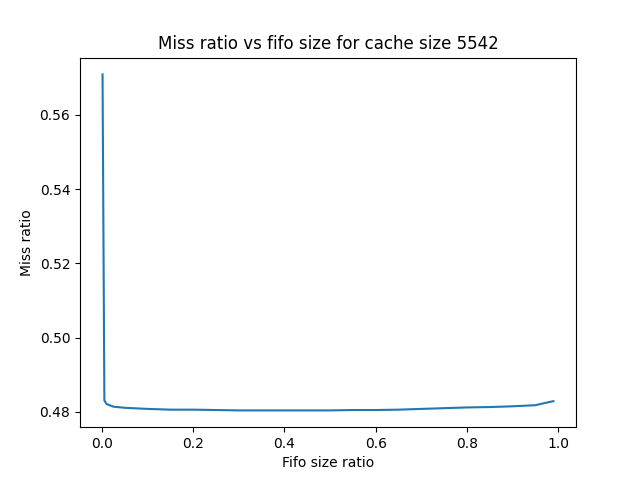 Miss ratio vs fifo size for cache size 5542
0.56
0.54
0.52
0.50
0.48
Miss ratio
0.0 0.2 0.4 0.6 0.8 1.0
Fifo size ratio